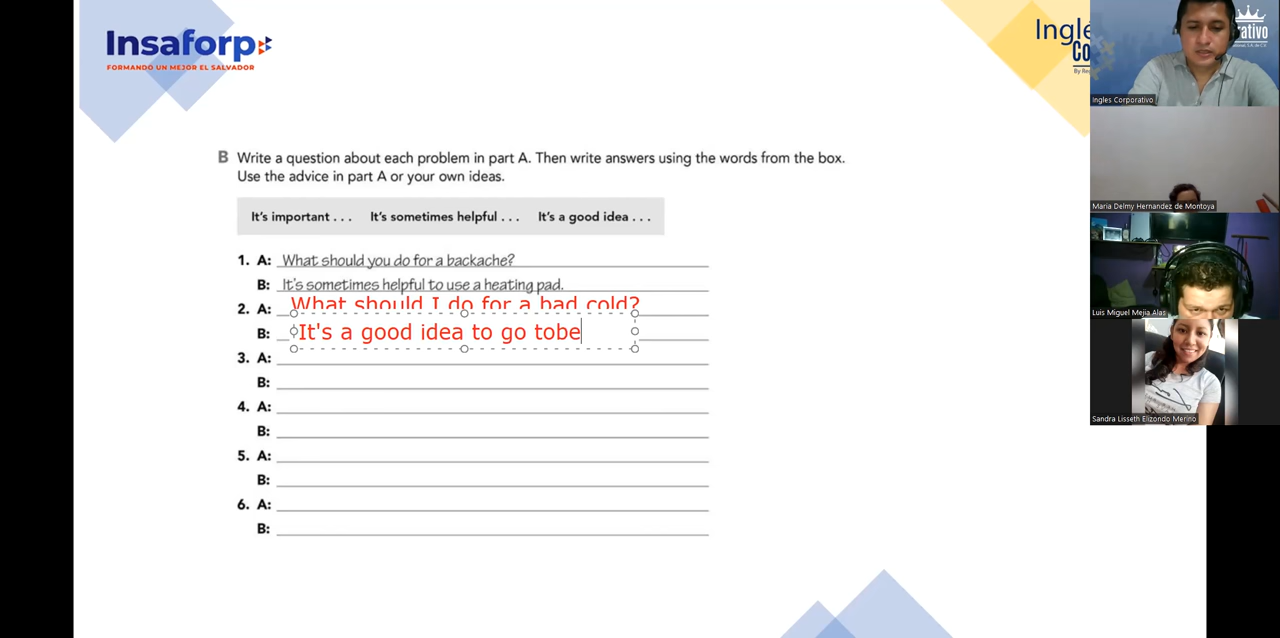 Insaforp
FORMANDO UN MEJOR EL SALVADOR
Inglé
Co
rativo
Ingles Corporativo
Maria Delmy Hernandez de Montoya
Luis Miguel Mejia Alas
Sandra Lisseth Elizondo Merino
B Write a question about each problem in part A. Then write answers using the words from the box.
Use the advice in part A or your own ideas.
It's important . . . It's sometimes helpful . . . It's a good idea . . .
1. A: What should you do for a backache?
B: It's sometimes helpful to use a heating pad.
2. A: What should I do for a bad cold?
B: It's a good idea to go tobe
3. A:
B:
4. A:
B:
5. A:
B:
6. A:
B: